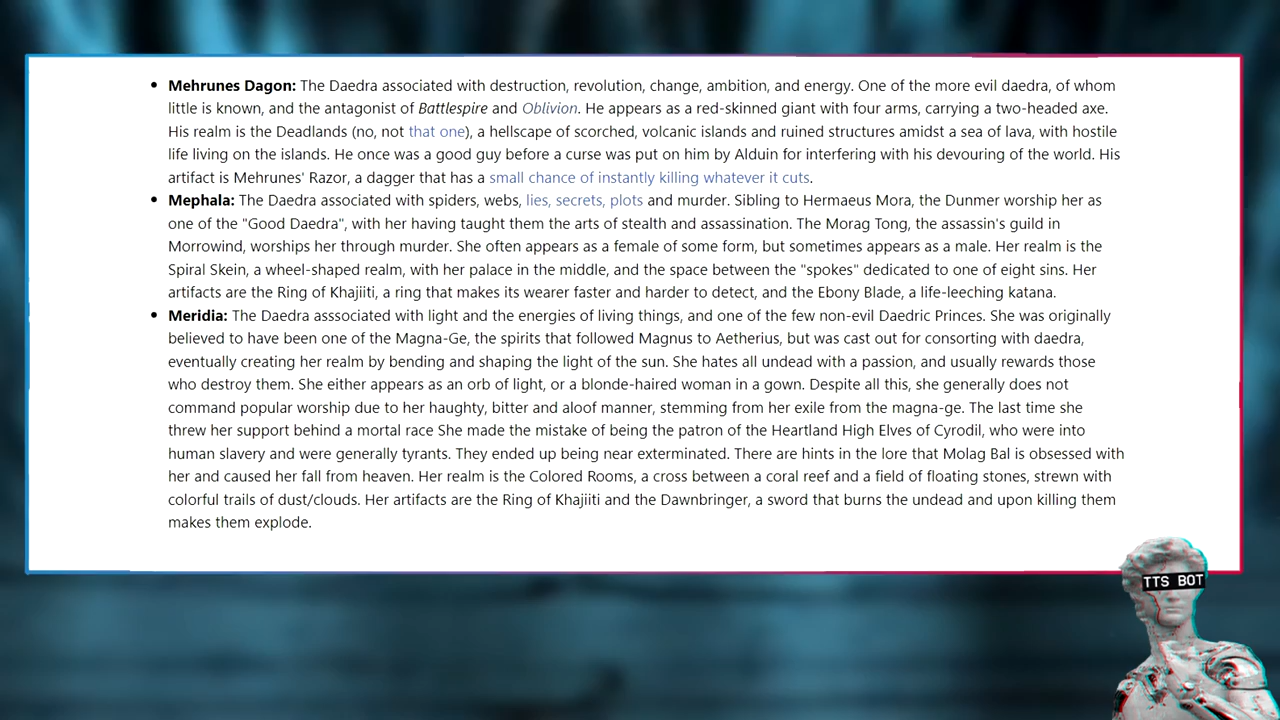 • Mehrunes Dagon: The Daedra associated with destruction, revolution, change, ambition, and energy. One of the more evil daedra, of whom
little is known, and the antagonist of Battlespire and Oblivion. He appears as a red-skinned giant with four arms, carrying a two-headed axe.
His realm is the Deadlands (no, not that one), a hellscape of scorched, volcanic islands and ruined structures amidst a sea of lava, with hostile
life living on the islands. He once was a good guy before a curse was put on him by Alduin for interfering with his devouring of the world. His
artifact is Mehrunes' Razor, a dagger that has a small chance of instantly killing whatever it cuts.
• Mephala: The Daedra associated with spiders, webs, lies, secrets, plots and murder. Sibling to Hermaeus Mora, the Dunmer worship her as
one of the "Good Daedra", with her having taught them the arts of stealth and assassination. The Morag Tong, the assassin's guild in
Morrowind, worships her through murder. She often appears as a female of some form, but sometimes appears as a male. Her realm is the
Spiral Skein, a wheel-shaped realm, with her palace in the middle, and the space between the "spokes" dedicated to one of eight sins. Her
artifacts are the Ring of Khajiiti, a ring that makes its wearer faster and harder to detect, and the Ebony Blade, a life-leeching katana.
• Meridia: The Daedra asssociated with light and the energies of living things, and one of the few non-evil Daedric Princes. She was originally
believed to have been one of the Magna-Ge, the spirits that followed Magnus to Aetherius, but was cast out for consorting with daedra,
eventually creating her realm by bending and shaping the light of the sun. She hates all undead with a passion, and usually rewards those
who destroy them. She either appears as an orb of light, or a blonde-haired woman in a gown. Despite all this, she generally does not
command popular worship due to her haughty, bitter and aloof manner, stemming from her exile from the magna-ge. The last time she
threw her support behind a mortal race She made the mistake of being the patron of the Heartland High Elves of Cyrodil, who were into
human slavery and were generally tyrants. They ended up being near exterminated. There are hints in the lore that Molag Bal is obsessed with
her and caused her fall from heaven. Her realm is the Colored Rooms, a cross between a coral reef and a field of floating stones, strewn with
colorful trails of dust/clouds. Her artifacts are the Ring of Khajiiti and the Dawnbringer, a sword that burns the undead and upon killing them
makes them explode.
TTS BOT